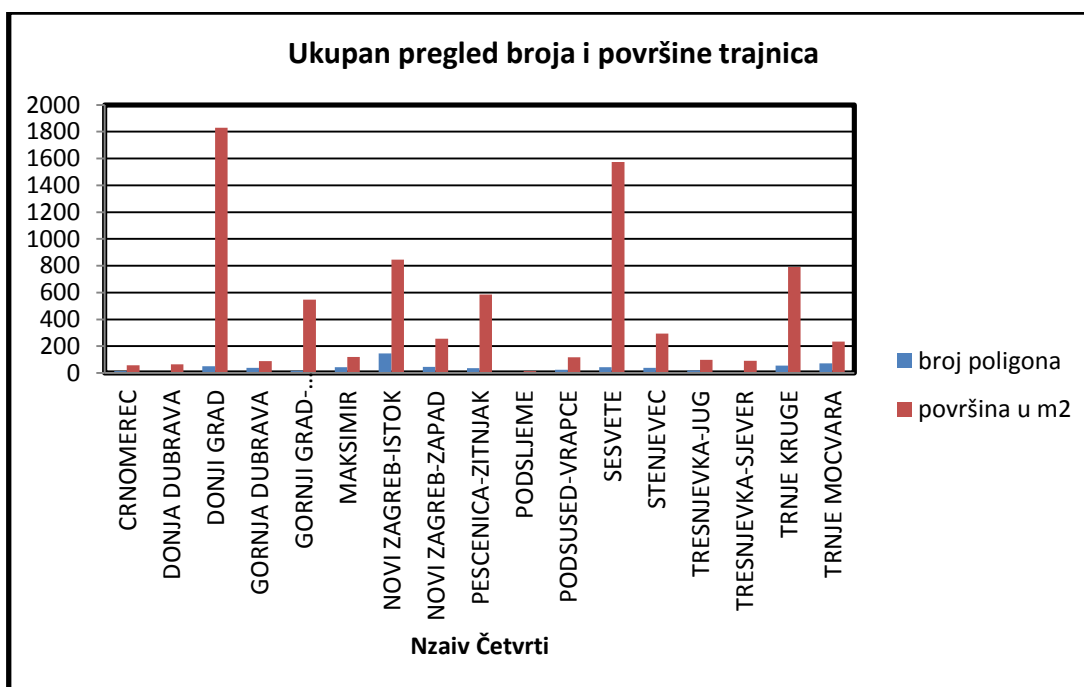 Ukupan pregled broja i površine trajnica
2000
1800
1600
1400
1200
1000
800
600
400
200
0
CRNOMEREC
DONJA DUBRAVA
DONJI GRAD
GORNJA DUBRAVA
GORNJI GRAD-…
MAKSIMIR
NOVI ZAGREB-ISTOK
NOVI ZAGREB-ZAPAD
PESCENICA-ZITNJAK
PODSLJEME
PODSUSED-VRAPCE
SESVETE
STENJEVEC
TRESNJEVKA-JUG
TRESNJEVKA-SJEVER
TRNJE KRUGE
TRNJE MOCVARA
Nzaiv Četvrti
broj poligona
površina u m2